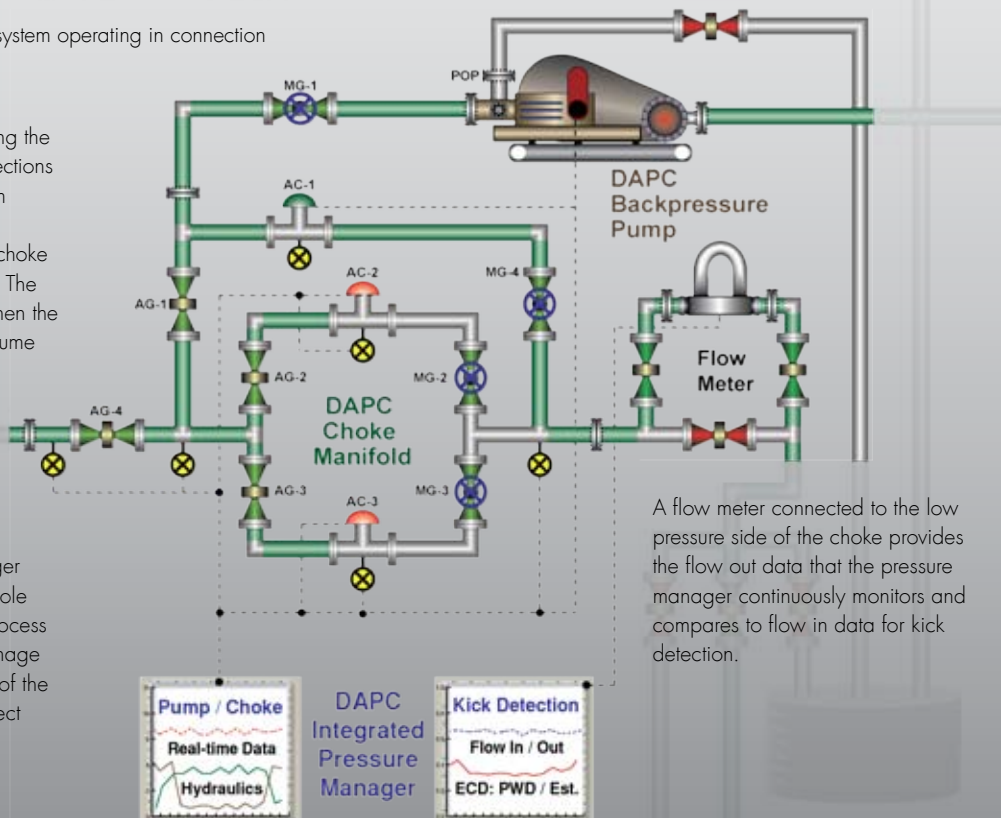 system operating in connection
ng the
ections
n
choke
The
hen the
ume
ger
ole
ocess
nage
of the
ect
POP
MG-1
DAPC
Backpressure
Pump
AC-1
AC-2
MG-4
AG-1
AG-2
MG-2
Flow
Meter
AG-4
DAPC
Choke
Manifold
AG-3
MG-3
AC-3
A flow meter connected to the low
pressure side of the choke provides
the flow out data that the pressure
manager continuously monitors and
compares to flow in data for kick
detection.
Pump / Choke
Real-time Data
Hydraulics
DAPC
Integrated
Pressure
Manager
Kick Detection
Flow In / Out
ECD: PWD / Est.